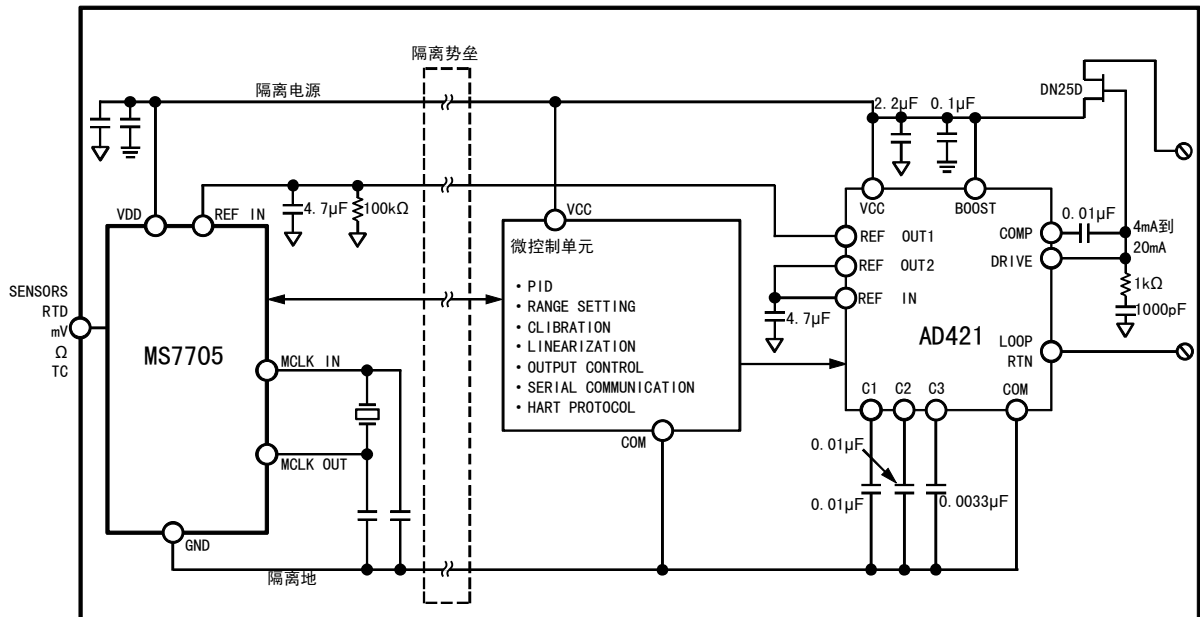 隔离势垒
隔离电源
2.2μF
0.1μF
DN25D
VDD
REF IN
4.7μF
100kΩ
VCC
VCC
BOOST
0.01μF
4mA到
20mA
COMP
DRIVE
1kΩ
1000pF
REF OUT1
REF OUT2
REF IN
4.7μF
AD421
LOOP
RTN
SENSORS
RTD
mV
Ω
TC
MS7705
MCLK IN
MCLK OUT
GND
微控制单元
• PID
• RANGE SETTING
• CLIBRATION
• LINEARIZATION
• OUTPUT CONTROL
• SERIAL COMMUNICATION
• HART PROTOCOL
COM
C1
C2
C3
COM
0.01μF
0.01μF
0.0033μF
隔离地